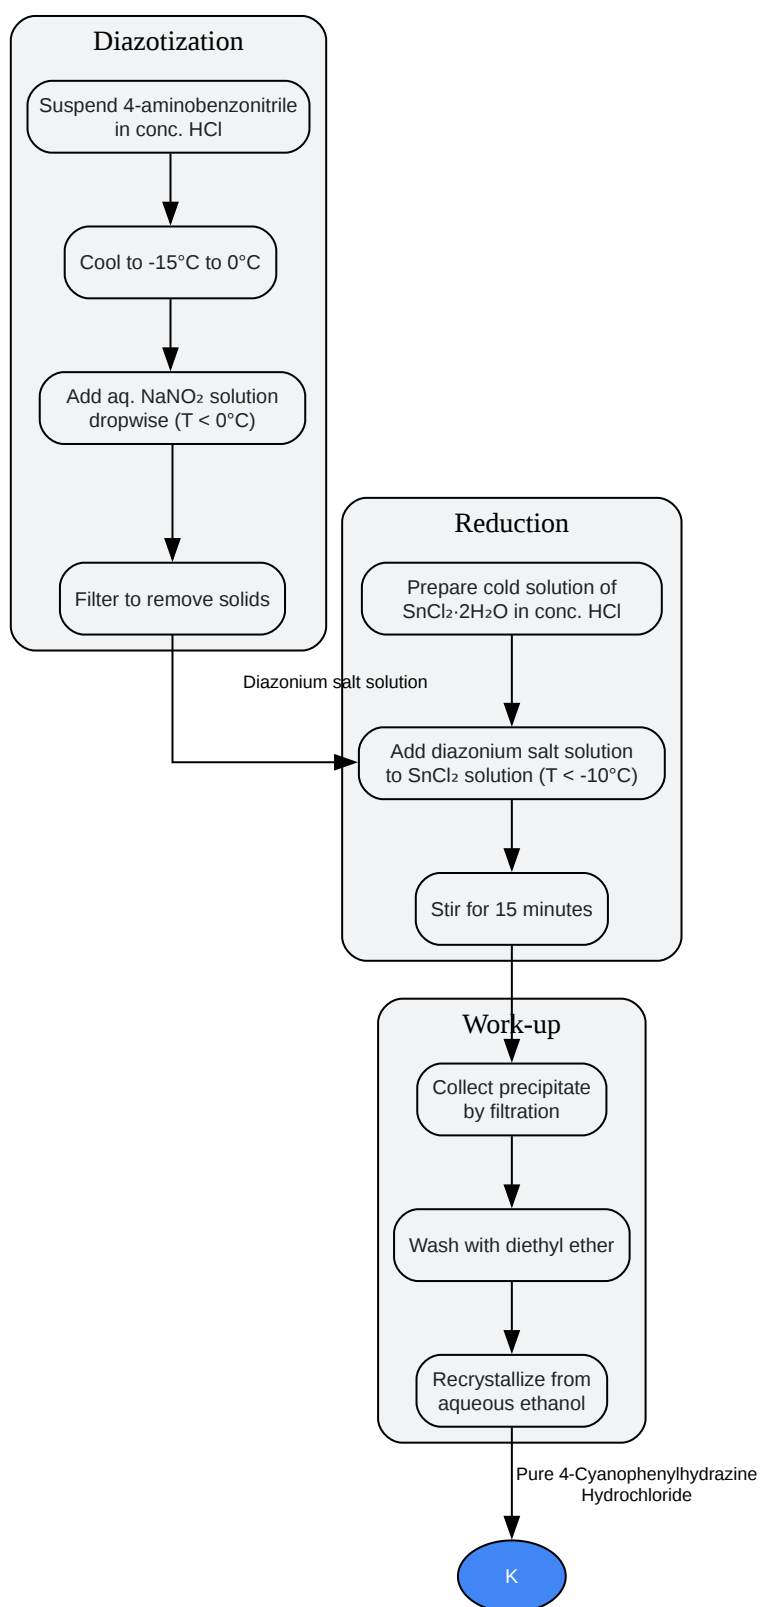 Diazotization
Suspend 4-aminobenzonitrile
in conc. HCl
Cool to -15°C to 0°C
Add aq. NaNO₂ solution
dropwise (T < 0°C)
Filter to remove solids
Diazonium salt solution
Reduction
Prepare cold solution of
SnCl₂·2H₂O in conc. HCl
Add diazonium salt solution
to SnCl₂ solution (T < -10°C)
Stir for 15 minutes
Work-up
Collect precipitate
by filtration
Wash with diethyl ether
Recrystallize from
aqueous ethanol
Pure 4-Cyanophenylhydrazine
Hydrochloride
K